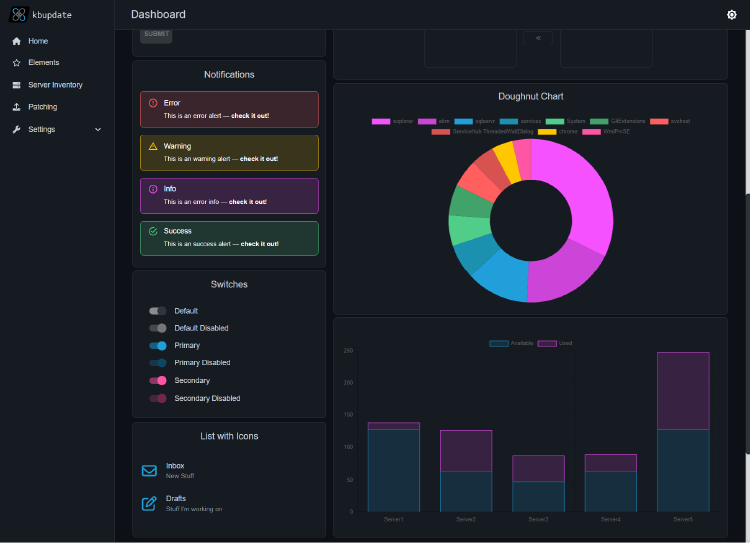 kbupdate
Dashboard
Home
Elements
Server Inventory
Patching
Settings
SUBMIT
«
Notifications
Error
This is an error alert — check it out!
Warning
This is an warning alert — check it out!
Info
This is an error info — check it out!
Success
This is an success alert — check it out!
Switches
Default
Default Disabled
Primary
Primary Disabled
Secondary
Secondary Disabled
List with Icons
Inbox
New Stuff
Drafts
Stuff I'm working on
Doughnut Chart
explorer sqlservr services System svchost
ServiceHub.ThreadedWaitDialog chrome WmiPrvSE
Available Used
250
200
150
100
50
0
Server1 Server2 Server3 Server4 Server5